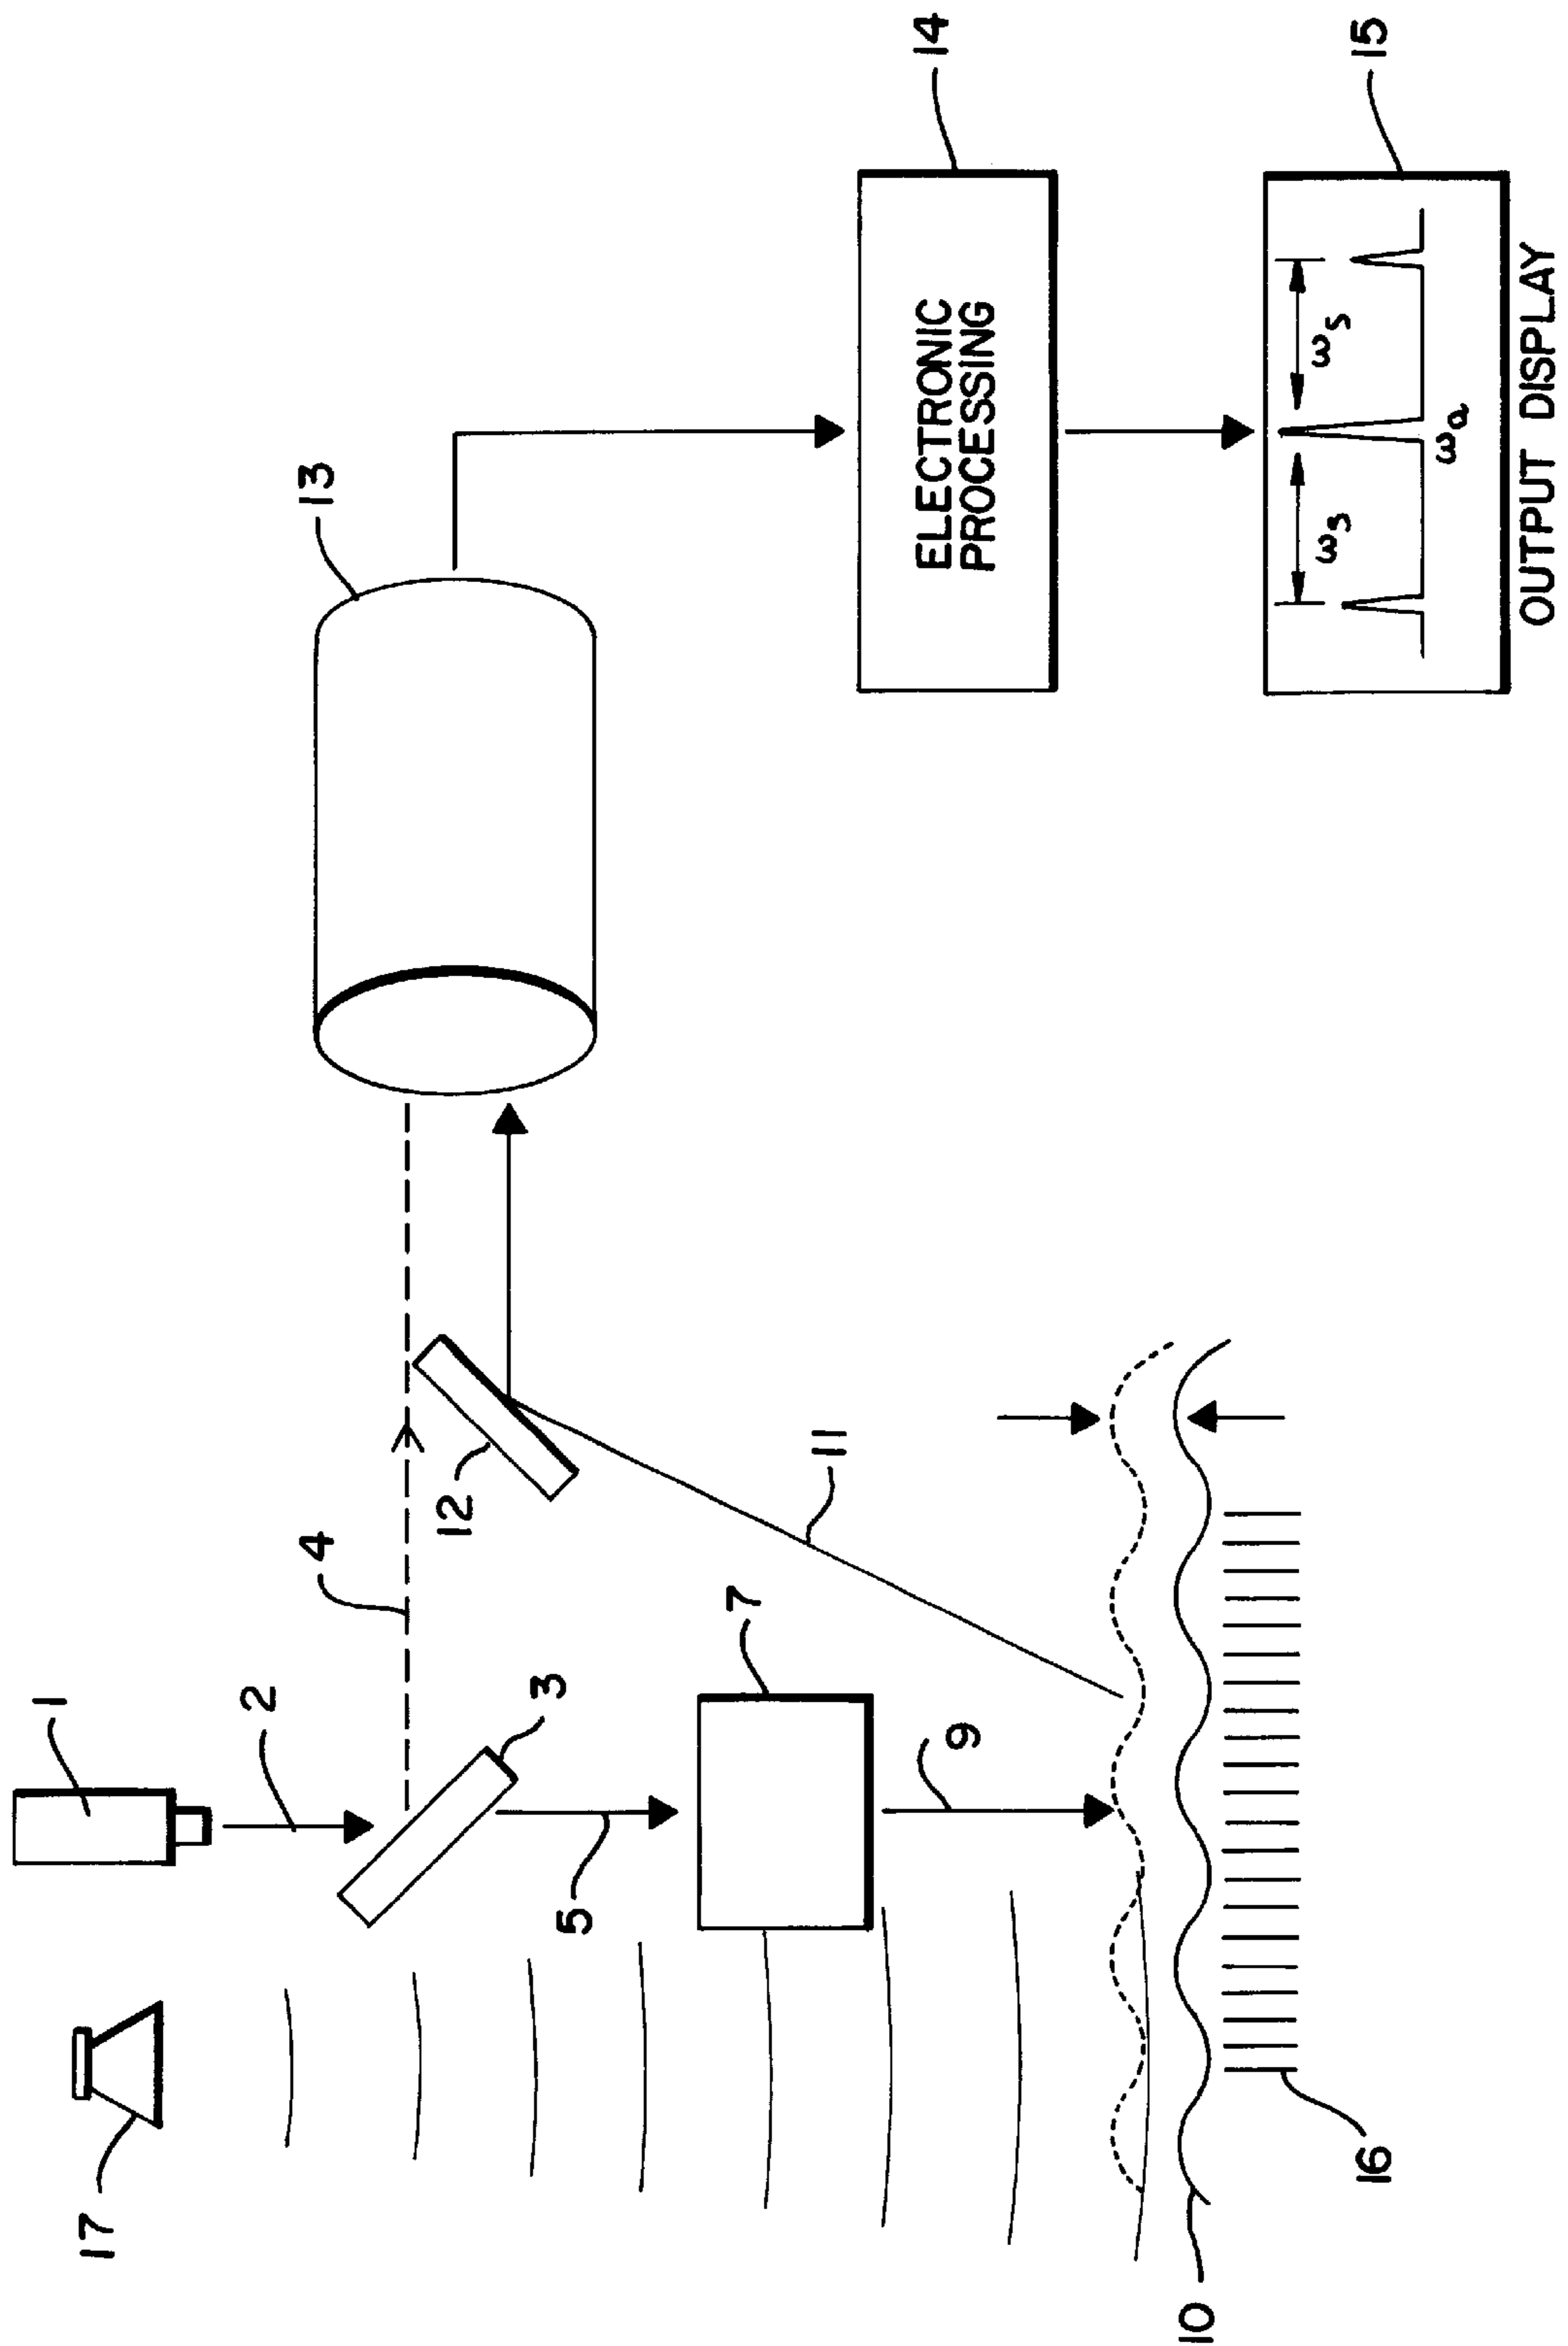 1
17
2
4
13
12
3
5
7
11
14
ELECTRONIC
PROCESSING
9
10
16
15
ωs
ωs
ωa
OUTPUT DISPLAY